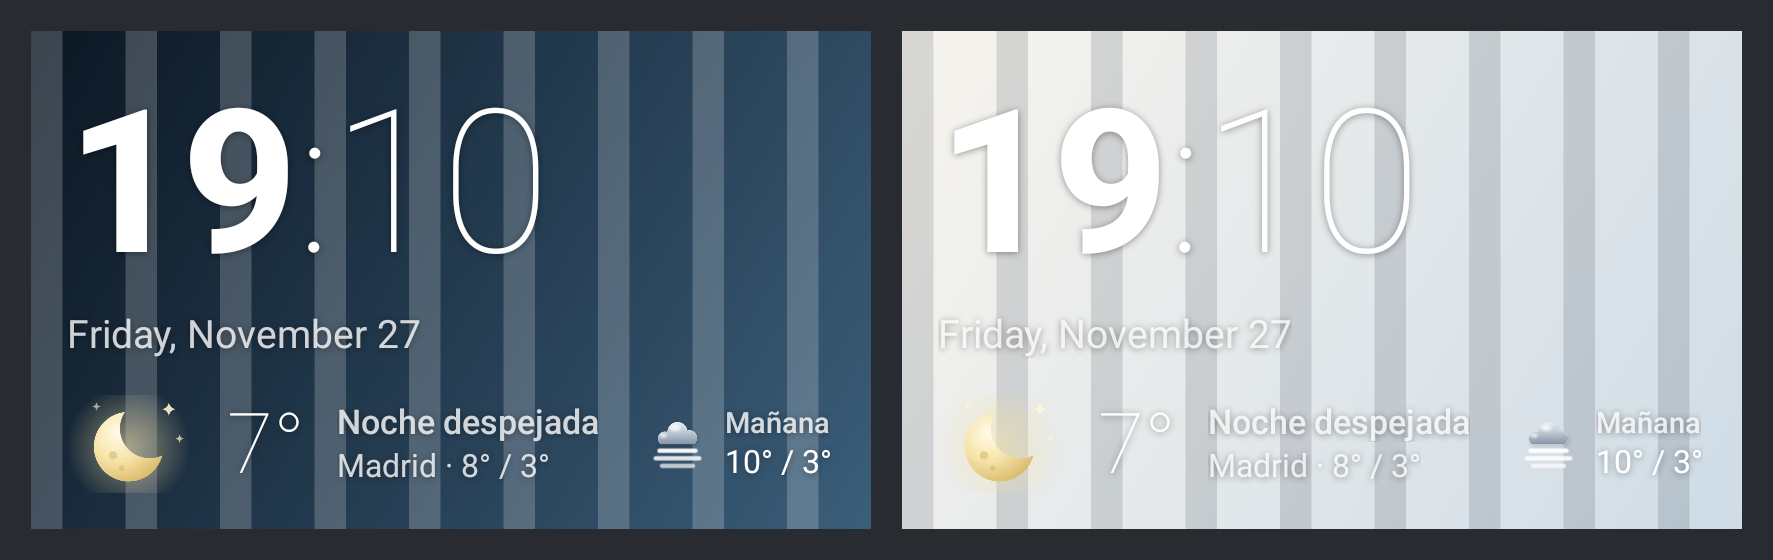 19:10
Friday, November 27
7°
Noche despejada
Madrid · 8° / 3°
Mañana
10° / 3°
19:10
Friday, November 27
7°
Noche despejada
Madrid · 8° / 3°
Mañana
10° / 3°